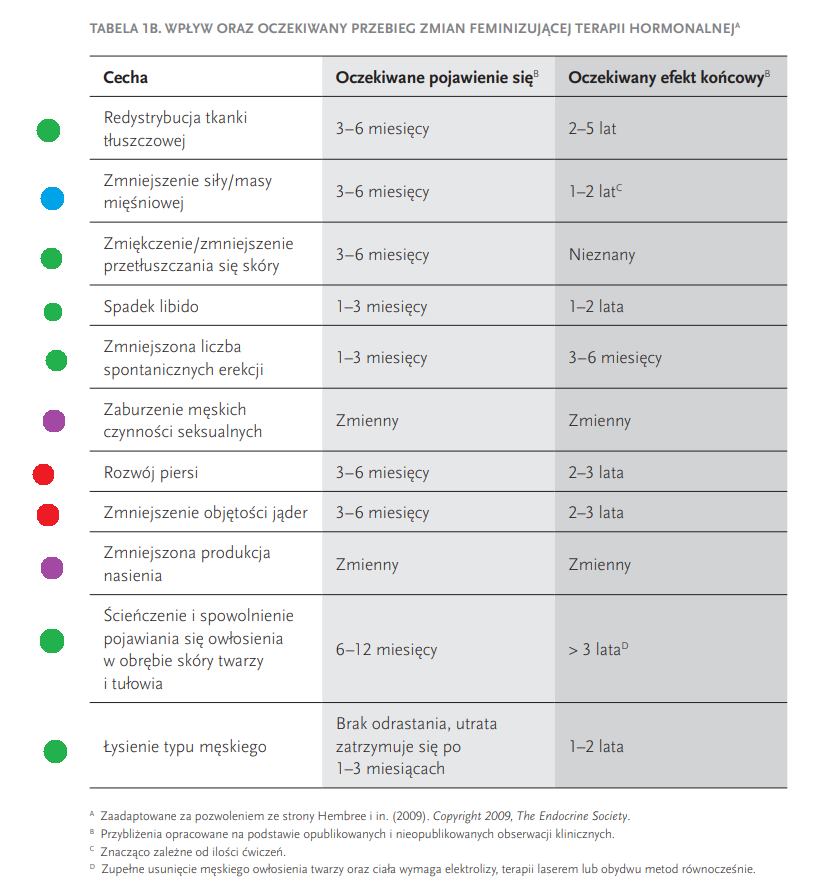 TABELA 1B. WPŁYW ORAZ OCZEKIWANY PRZEBIEG ZMIAN FEMINIZUJĄCEJ TERAPII HORMONALNEJᴬ
Cecha Oczekiwane pojawienie sięᴮ Oczekiwany efekt końcowyᴮ
Redystrybucja tkanki
tłuszczowej
3–6 miesięcy 2–5 lat
Zmniejszenie siły/masy
mięśniowej
3–6 miesięcy 1–2 latᶜ
Zmiękczenie/zmniejszenie
przetłuszczania się skóry
3–6 miesięcy Nieznany
Spadek libido 1–3 miesięcy 1–2 lata
Zmniejszona liczba
spontanicznych erekcji
1–3 miesięcy 3–6 miesięcy
Zaburzenie męskich
czynności seksualnych
Zmienny Zmienny
Rozwój piersi 3–6 miesięcy 2–3 lata
Zmniejszenie objętości jąder 3–6 miesięcy 2–3 lata
Zmniejszona produkcja
nasienia
Zmienny Zmienny
Ścieńczenie i spowolnienie
pojawiania się owłosienia
w obrębie skóry twarzy
i tułowia
6–12 miesięcy > 3 lataᴰ
Łysienie typu męskiego
Brak odrastania, utrata
zatrzymuje się po
1–3 miesiącach
1–2 lata
ᴬ Zaadaptowane za pozwoleniem ze strony Hembree i in. (2009). Copyright 2009, The Endocrine Society.
ᴮ Przybliżenia opracowane na podstawie opublikowanych i nieopublikowanych obserwacji klinicznych.
ᶜ Znacząco zależne od ilości ćwiczeń.
ᴰ Zupełne usunięcie męskiego owłosienia twarzy oraz ciała wymaga elektrolizy, terapii laserem lub obydwu metod równocześnie.